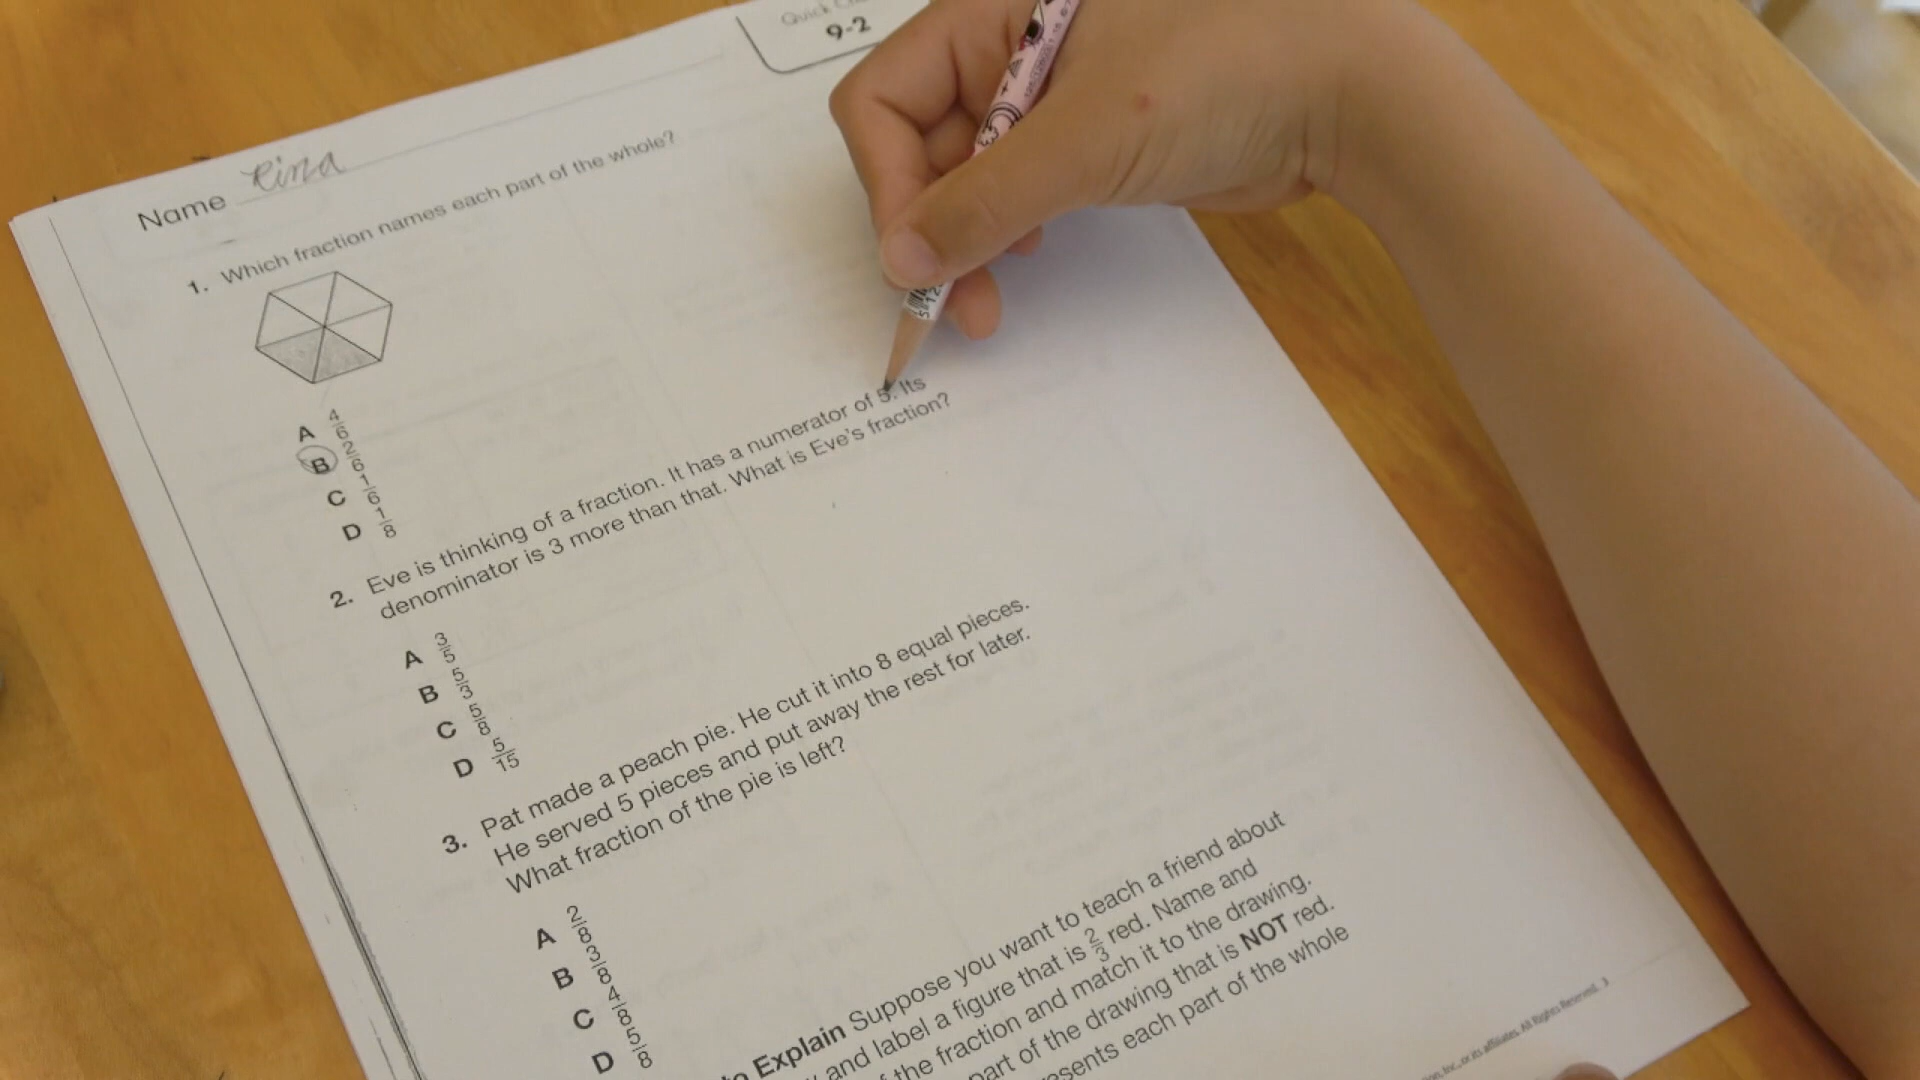 Quick
9-2
Name Rina
1. Which fraction names each part of the whole?
A 4/6
B 2/6
C 1/6
D 1/8
2. Eve is thinking of a fraction. It has a numerator of 5. Its
denominator is 3 more than that. What is Eve's fraction?
A 3/5
B 5/3
C 5/8
D 5/15
3. Pat made a peach pie. He cut it into 8 equal pieces.
He served 5 pieces and put away the rest for later.
What fraction of the pie is left?
A 2/8
B 3/8
C 4/8
D 5/8
Explain Suppose you want to teach a friend about
and label a figure that is 2/3 red. Name and
the fraction and match it to the drawing.
part of the drawing that is NOT red.
each part of the whole
affiliates. All Rights Reserved. 3